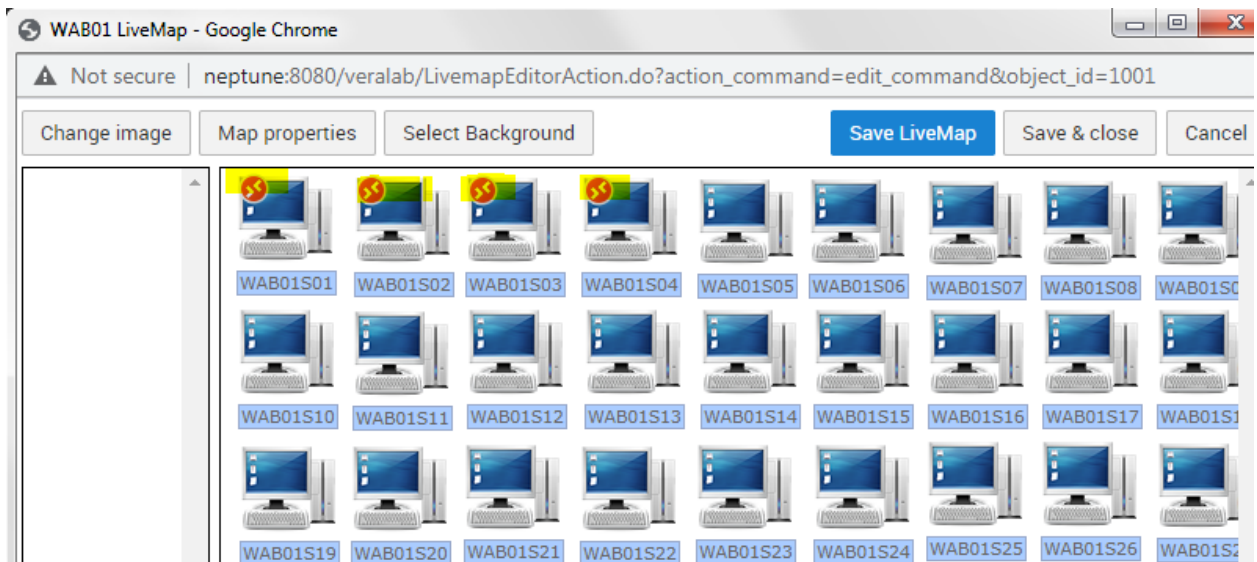 WAB01 LiveMap - Google Chrome
Not secure | neptune:8080/veralab/LivemapEditorAction.do?action_command=edit_command&object_id=1001
Change image Map properties Select Background Save LiveMap Save & close Cancel
WAB01S01 WAB01S02 WAB01S03 WAB01S04 WAB01S05 WAB01S06 WAB01S07 WAB01S08
WAB01S10 WAB01S11 WAB01S12 WAB01S13 WAB01S14 WAB01S15 WAB01S16 WAB01S17
WAB01S19 WAB01S20 WAB01S21 WAB01S22 WAB01S23 WAB01S24 WAB01S25 WAB01S26